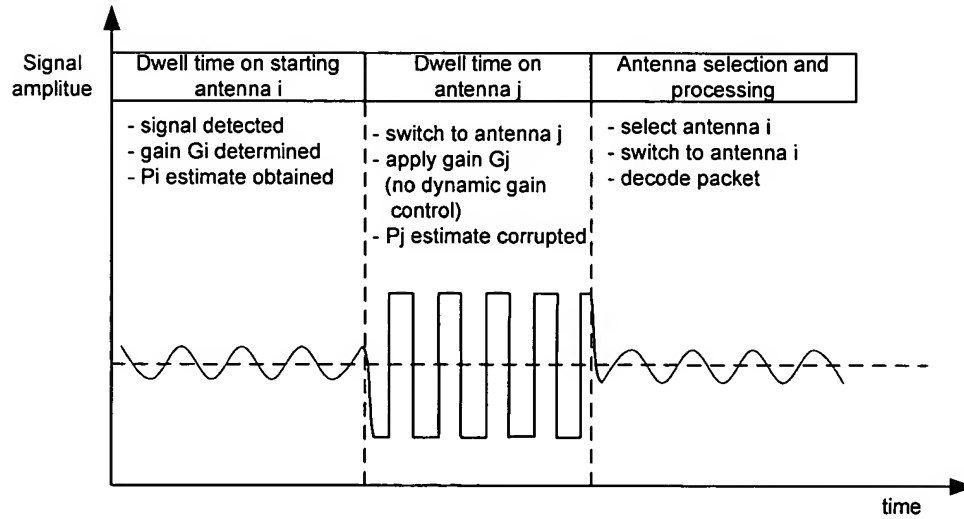 Signal
amplitue
Dwell time on starting
antenna i
Dwell time on
antenna j
Antenna selection and
processing
- signal detected
- gain Gi determined
- Pi estimate obtained
- switch to antenna j
- apply gain Gj
(no dynamic gain
control)
- Pj estimate corrupted
- select antenna i
- switch to antenna i
- decode packet
time